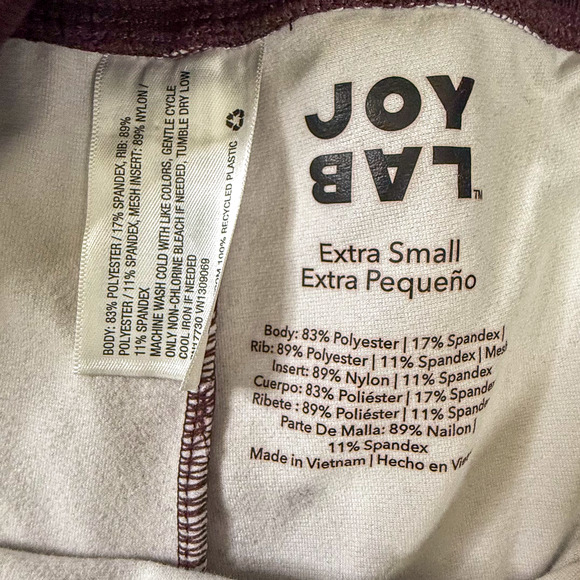 BODY: 83% POLYESTER / 17% SPANDEX, RIB: 89%
POLYESTER / 11% SPANDEX, MESH INSERT: 89% NYLON /
11% SPANDEX
MACHINE WASH COLD WITH LIKE COLORS, GENTLE CYCLE
ONLY NON-CHLORINE BLEACH IF NEEDED, TUMBLE DRY LOW
COOL IRON IF NEEDED
7730 VN1309069
100% RECYCLED PLASTIC
JOY
LAB
TM
Extra Small
Extra Pequeño
Body: 83% Polyester | 17% Spandex |
Rib: 89% Polyester | 11% Spandex | Mesh
Insert: 89% Nylon | 11% Spandex
Cuerpo: 83% Poliéster | 17% Spandex
Ribete : 89% Poliéster | 11% Spandex
Parte De Malla: 89% Nailon |
11% Spandex
Made in Vietnam | Hecho en